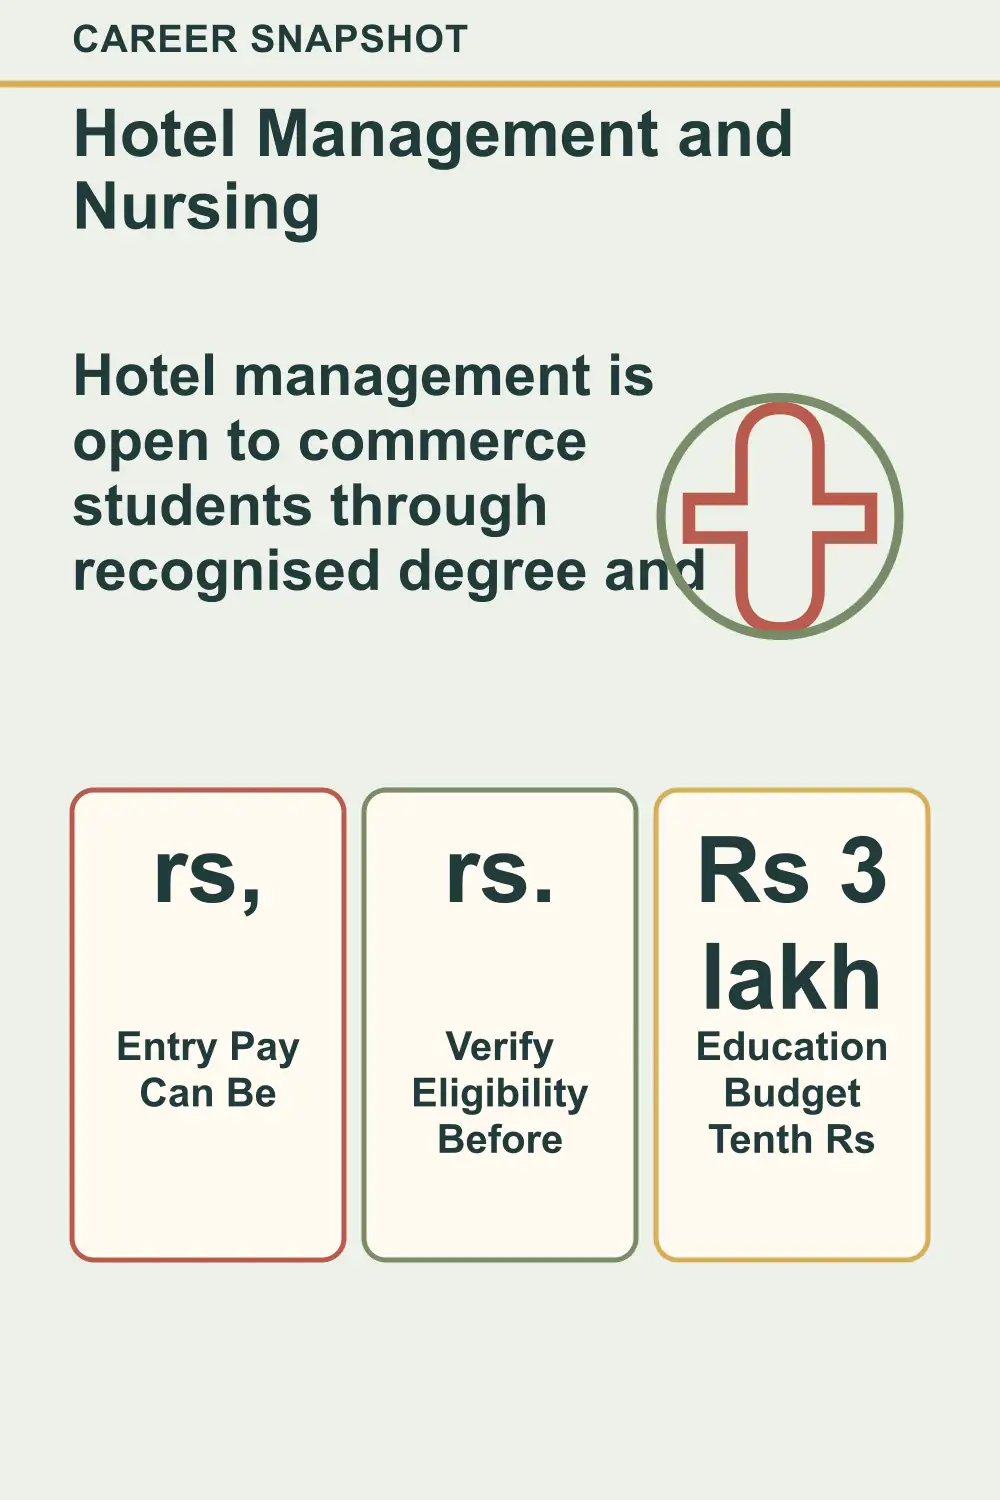 CAREER SNAPSHOT
Hotel Management and
Nursing
Hotel management is
open to commerce
students through
recognised degree and
rs,
Entry Pay
Can Be
rs.
Verify
Eligibility
Before
Rs 3
lakh
Education
Budget
Tenth Rs